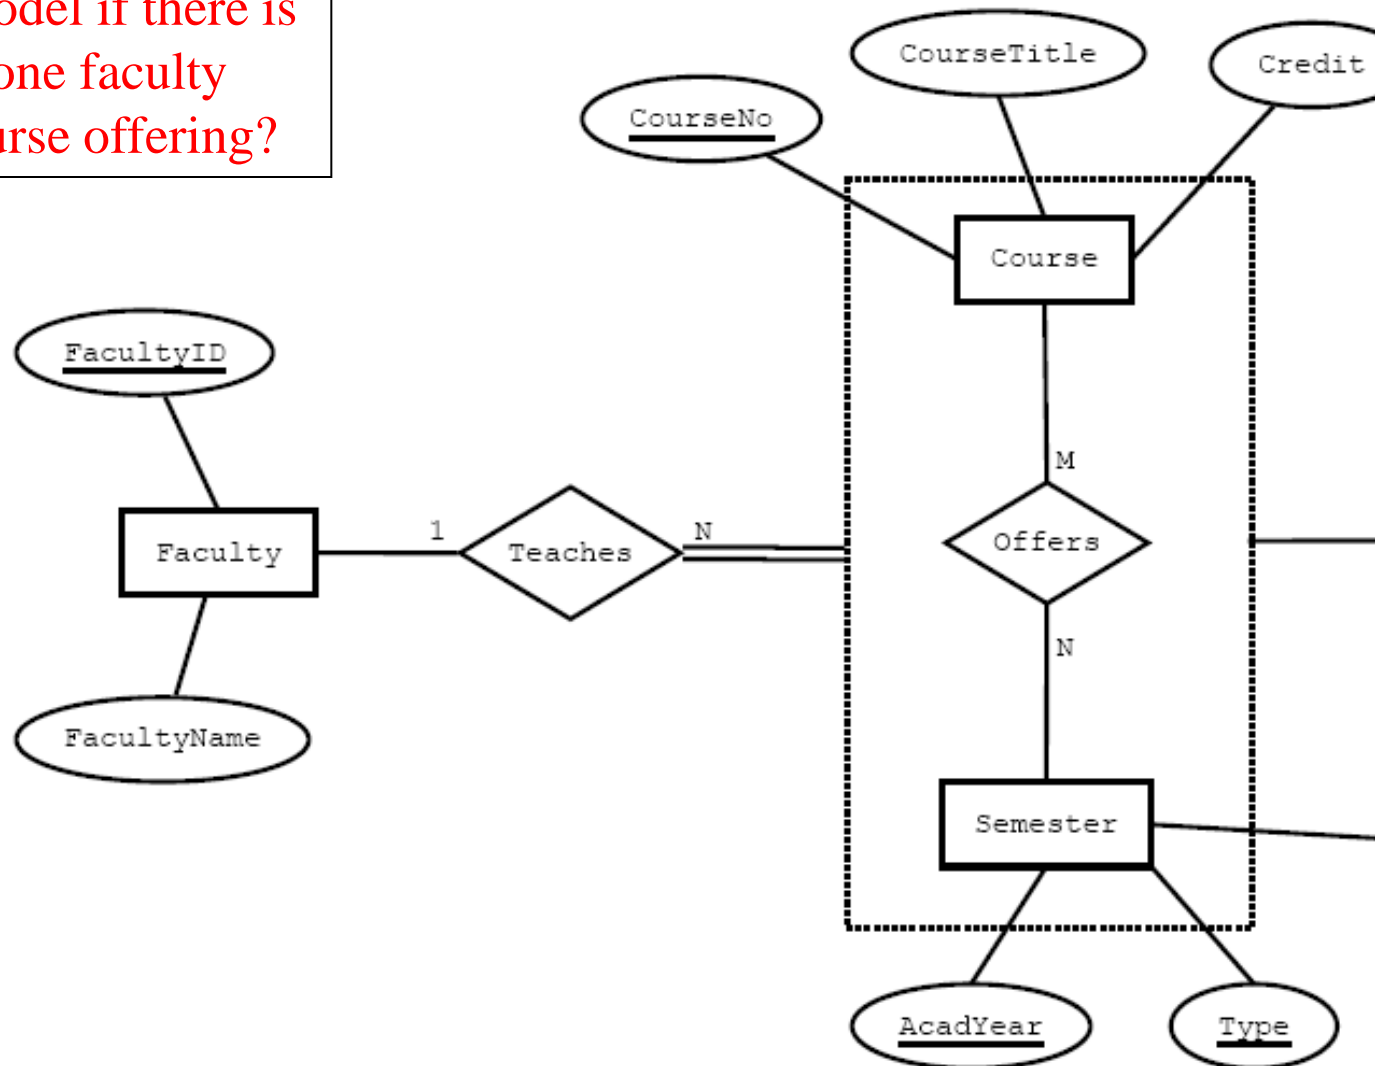 odel if there is
one faculty
urse offering?
CourseTitle
Credit
CourseNo
Course
FacultyID
M
1
N
Faculty
Teaches
Offers
N
FacultyName
Semester
AcadYear
Type